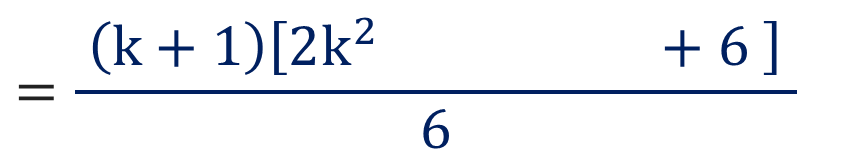 = (k + 1)[2k² + 6 ]
6